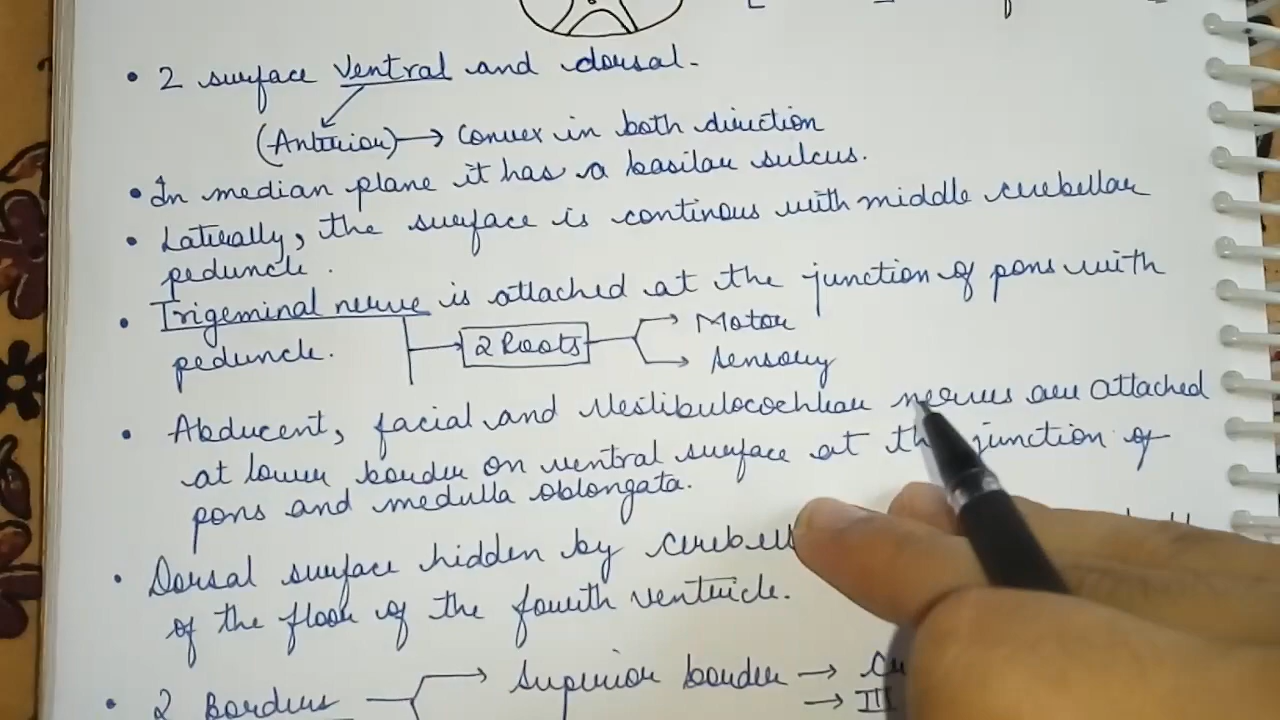 • 2 surface ventral and dorsal.
(Anterior) → Convex in both direction
• In median plane it has a basilar sulcus.
• Laterally, the surface is continous with middle cerebellar
peduncle.
• Trigeminal nerve is attached at the junction of pons with
peduncle. → 2 Roots → Motor
→ Sensory
• Abducent, facial and Vestibulocochlear nerves are attached
at lower border on ventral surface at the junction of
pons and medulla oblongata.
• Dorsal surface hidden by
of the floor of the fourth ventricle.
• 2 Borders → Superior border →
→ III